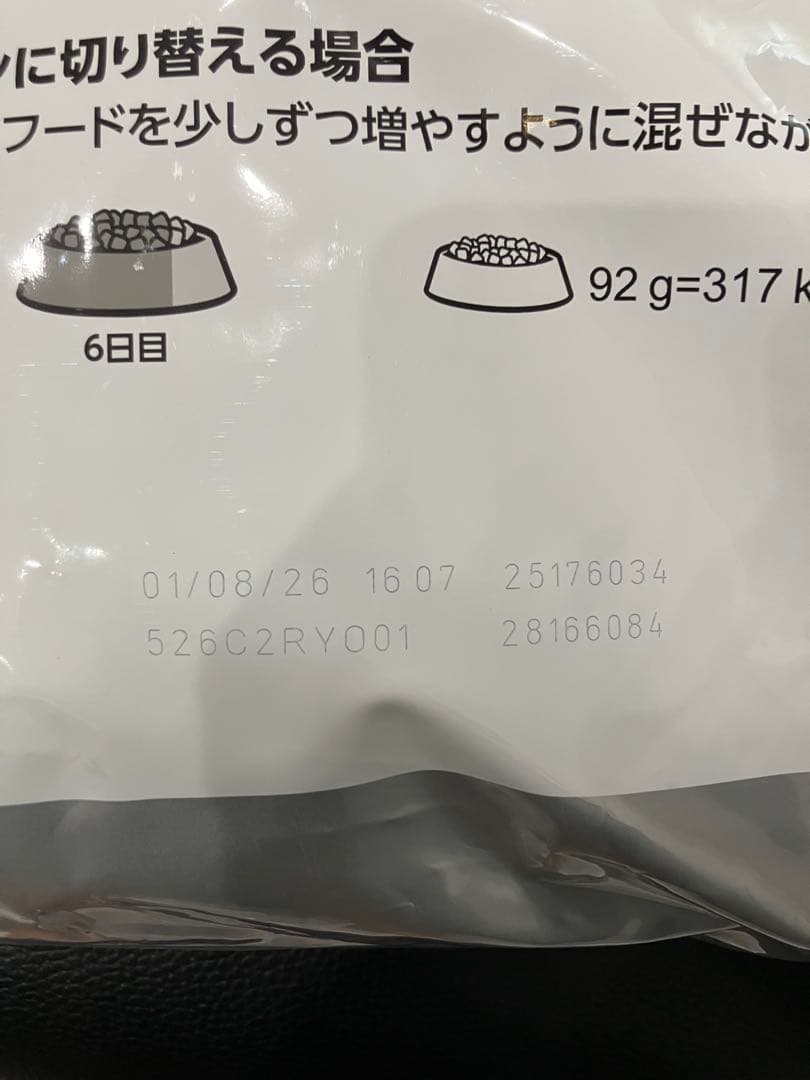 に切り替える場合
フードを少しずつ増やすように混ぜなが
92 g=317 k
6日目
01/08/26 16 07 25176034
526C2RYO01 28166084